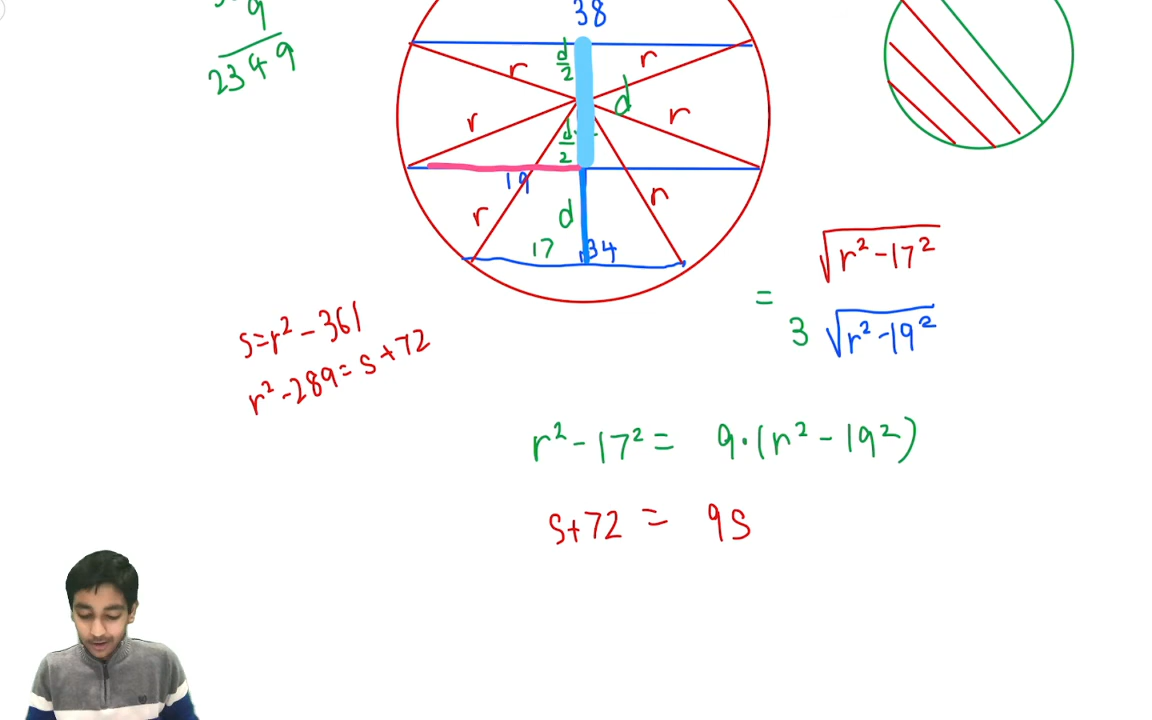 9
2349
38
d/2
r
r
d
r
r
d/2
19
r
d
r
17
34
√r²-17²
=
3 √r²-19²
s=r²-361
r²-289=s+72
r²-17²= 9·(r²-19²)
s+72 = 9s